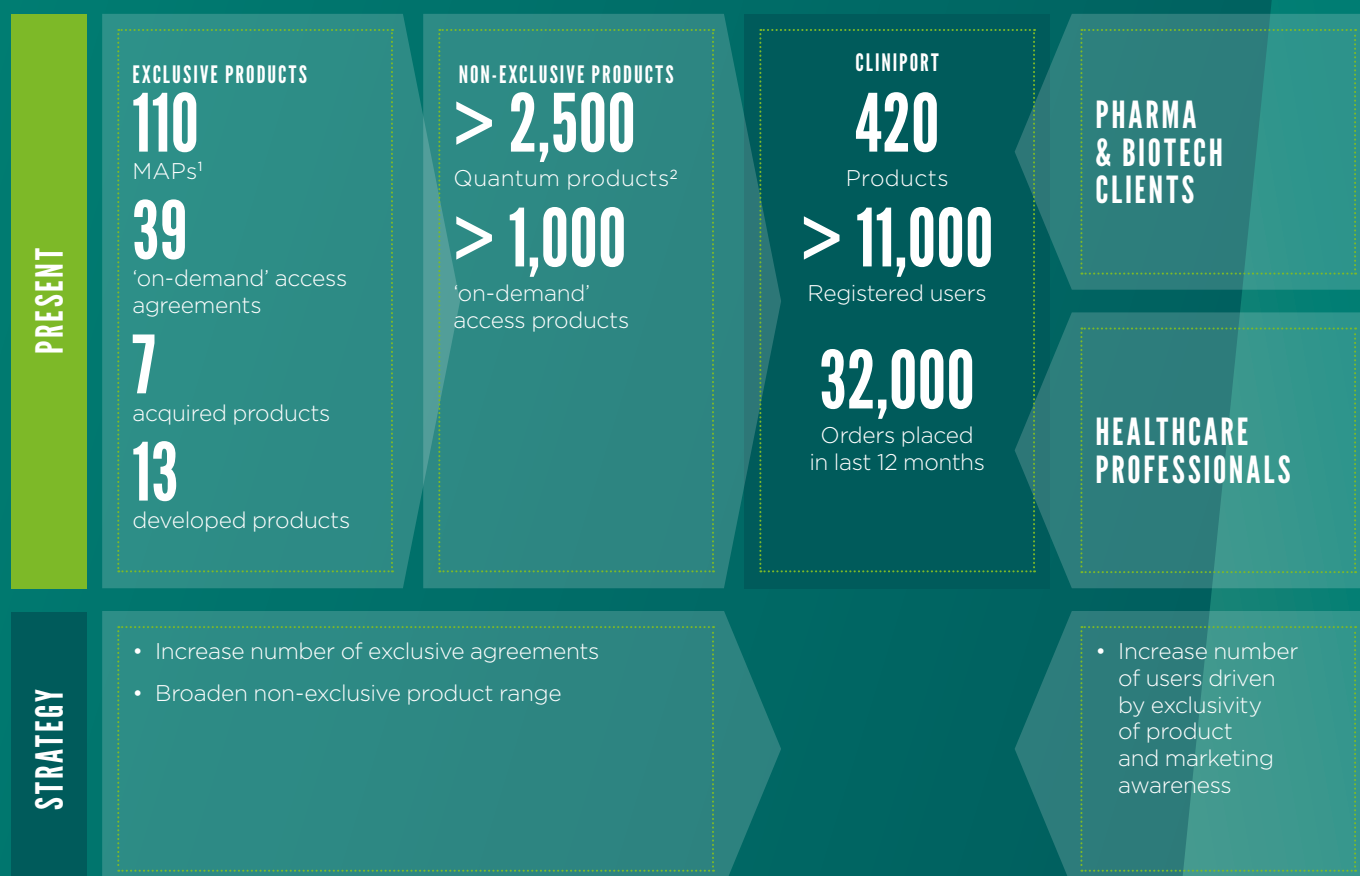 PRESENT
EXCLUSIVE PRODUCTS
110
MAPs¹
39
‘on-demand’ access
agreements
7
acquired products
13
developed products
NON-EXCLUSIVE PRODUCTS
> 2,500
Quantum products²
> 1,000
‘on-demand’
access products
CLINIPORT
420
Products
> 11,000
Registered users
32,000
Orders placed
in last 12 months
PHARMA
& BIOTECH
CLIENTS
HEALTHCARE
PROFESSIONALS
STRATEGY
• Increase number of exclusive agreements
• Broaden non-exclusive product range
• Increase number
of users driven
by exclusivity
of product
and marketing
awareness